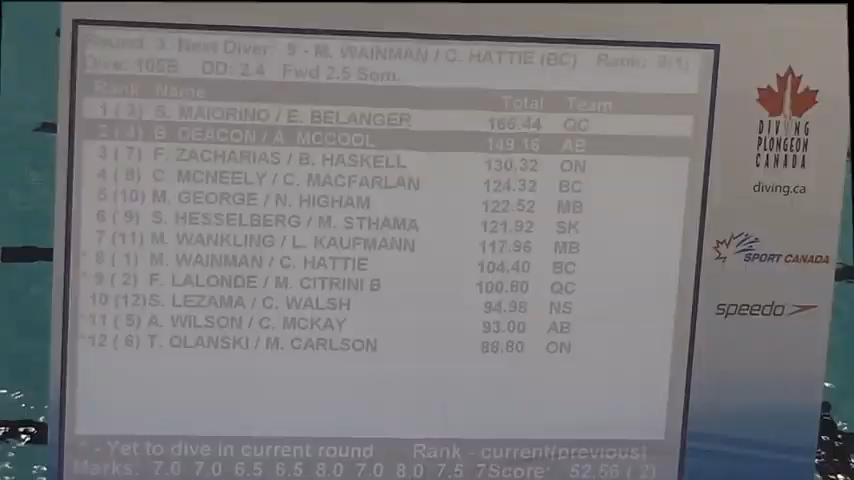 Round: 3 Next Diver: 9 - M. WAINMAN / C. HATTIE (BC) Rank: 8(1)
Dive: 105B DD: 2.4 Fwd 2.5 Som.
Rank Name Total Team
1 (3) S. MAIORINO / E. BELANGER 166.44 QC
2 (4) B. DEACON / A. MCCOOL 149.16 AB
3 (7) F. ZACHARIAS / B. HASKELL 130.32 ON
4 (8) C. MCNEELY / C. MACFARLAN 124.32 BC
5 (10) M. GEORGE / N. HIGHAM 122.52 MB
6 (9) S. HESSELBERG / M. STHAMA 121.92 SK
7 (11) M. WANKLING / L. KAUFMANN 117.96 MB
* 8 (1) M. WAINMAN / C. HATTIE 104.40 BC
* 9 (2) F. LALONDE / M. CITRINI B 100.80 QC
10 (12) S. LEZAMA / C. WALSH 94.98 NS
*11 (5) A. WILSON / C. MCKAY 93.00 AB
*12 (6) T. OLANSKI / M. CARLSON 88.80 ON
* - Yet to dive in current round Rank - current(previous)
Marks: 7.0 7.0 6.5 6.5 8.0 7.0 8.0 7.5 7 Score: 52.56 (2)
DIVING
PLONGEON
CANADA
diving.ca
SPORT CANADA
speedo